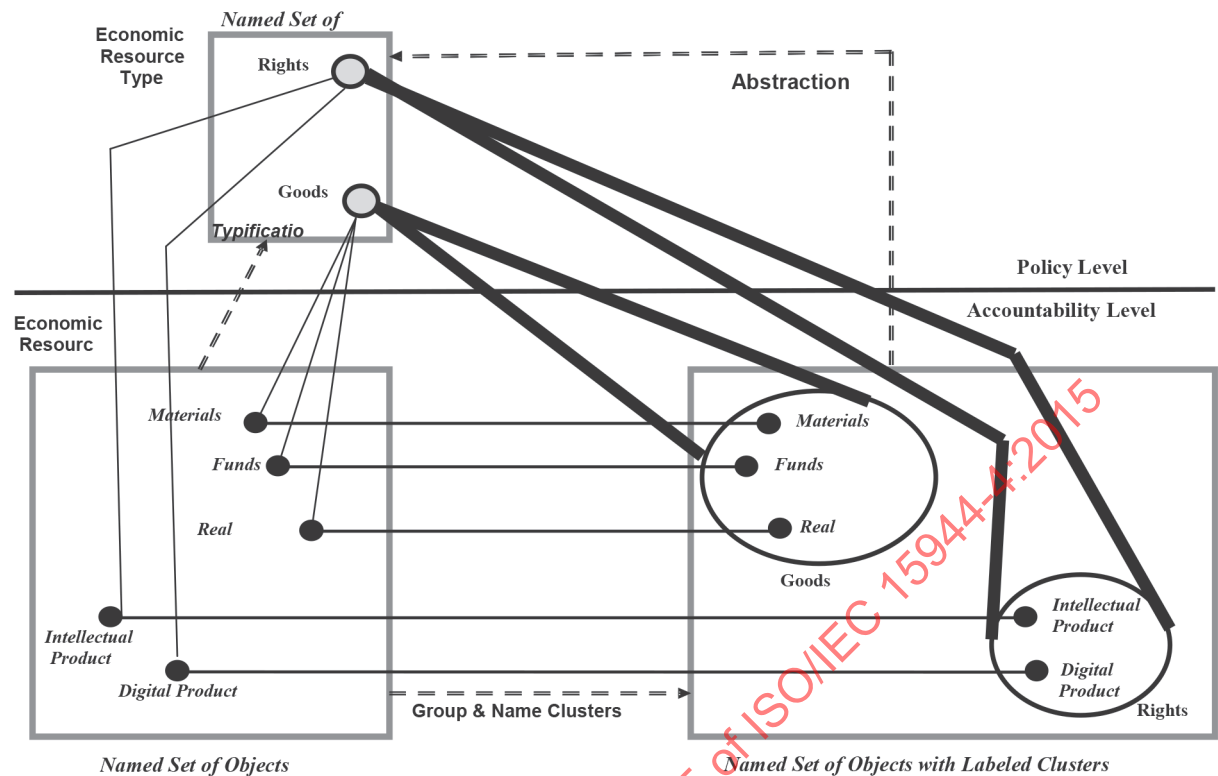 Named Set of
Economic
Resource
Type
Rights
Abstraction
Goods
Typificatio
Policy Level
Economic
Resourc
Accountability Level
Materials
Funds
Real
Intellectual
Product
Digital Product
Materials
Funds
Real
Goods
Intellectual
Product
Digital
Product
Rights
Group & Name Clusters
Named Set of Objects
Named Set of Objects with Labeled Clusters
of ISO/IEC 15944-4:2015